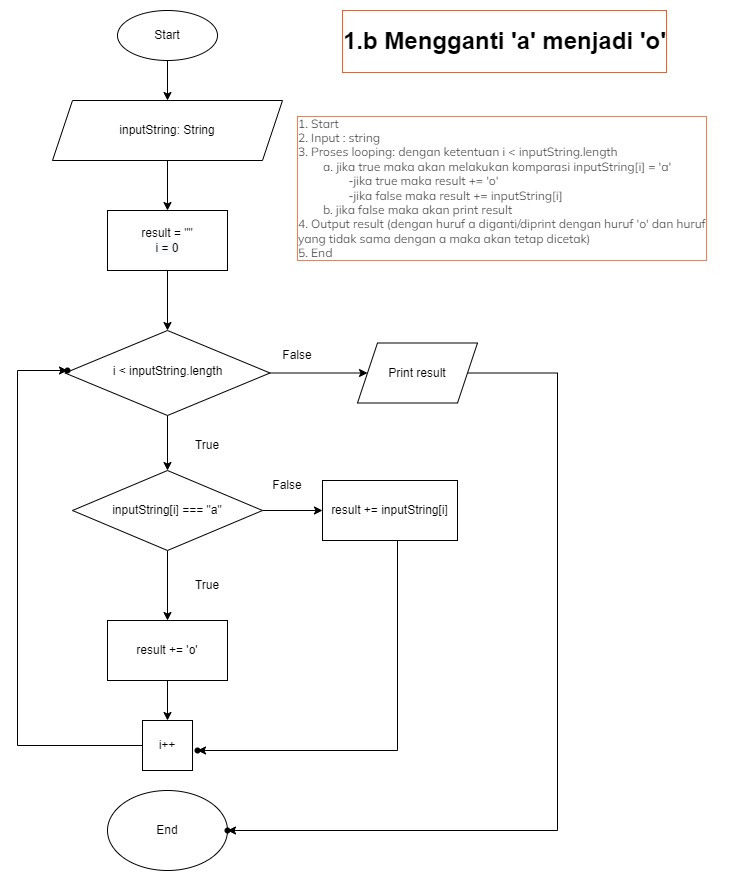 Start
1.b Mengganti 'a' menjadi 'o'
inputString: String
1. Start
2. Input : string
3. Proses looping: dengan ketentuan i < inputString.length
a. jika true maka akan melakukan komparasi inputString[i] = 'a'
-jika true maka result += 'o'
-jika false maka result += inputString[i]
b. jika false maka akan print result
4. Output result (dengan huruf a diganti/diprint dengan huruf 'o' dan huruf
yang tidak sama dengan a maka akan tetap dicetak)
5. End
result = ""
i = 0
i < inputString.length
False
Print result
True
inputString[i] === "a"
False
result += inputString[i]
True
result += 'o'
i++
End